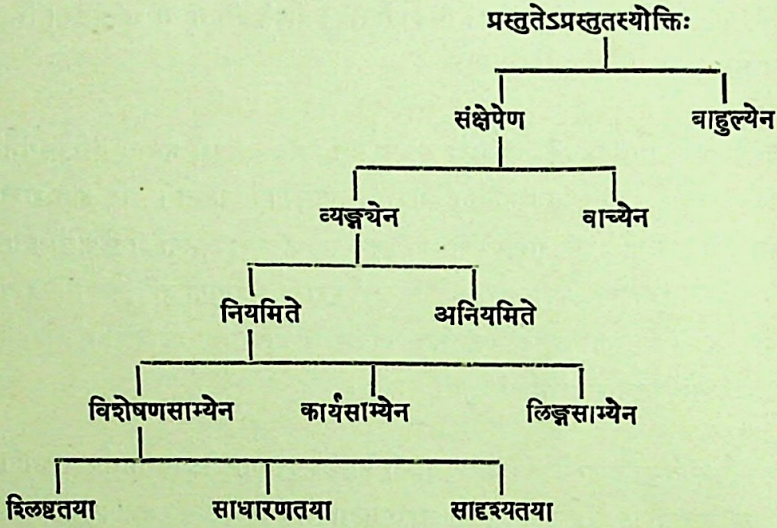 प्रस्तुतेऽप्रस्तुतस्योक्तिः
संक्षेपेण बाहुल्येन
व्यङ्ग्येन वाच्येन
नियमिते अनियमिते
विशेषणसाम्येन कार्यसाम्येन लिङ्गसाम्येन
श्लिष्टतया साधारणतया सादृश्यतया